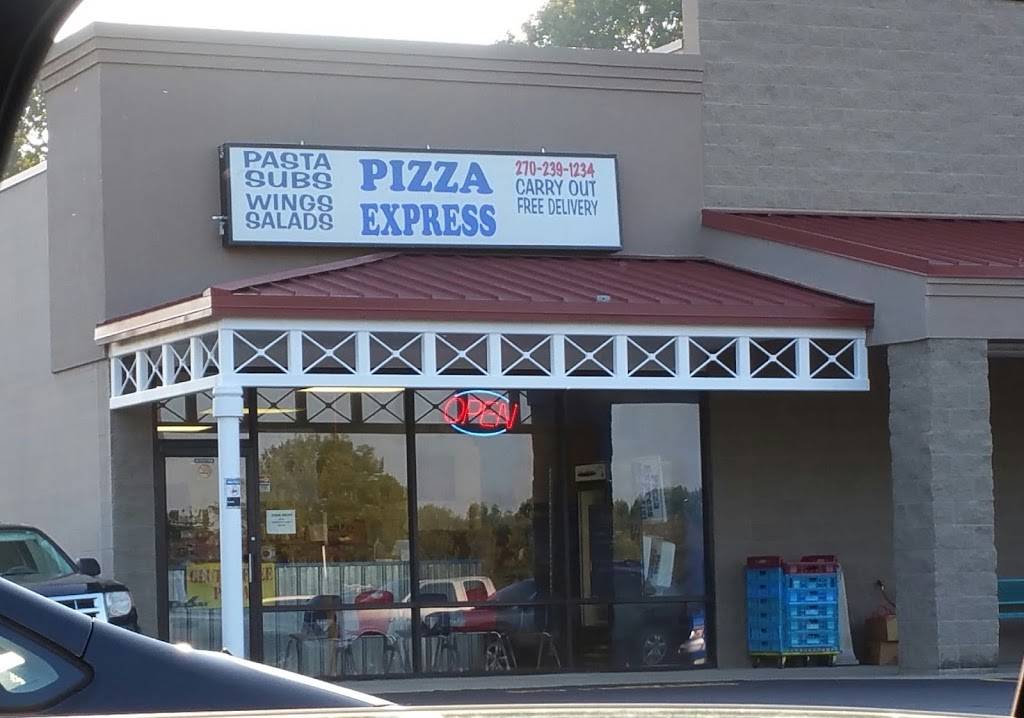 PASTA
SUBS
WINGS
SALADS
PIZZA
EXPRESS
270-239-1234
CARRY OUT
FREE DELIVERY
OPEN